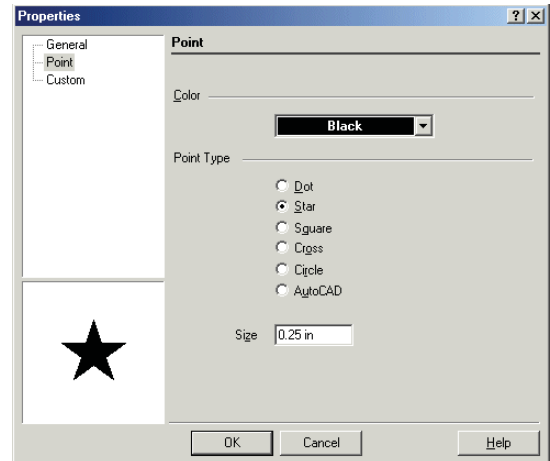 Properties
General
Point
Custom
Point
Color
Black
Point Type
Dot
Star
Square
Cross
Circle
AutoCAD
Size 0.25 in
OK Cancel Help